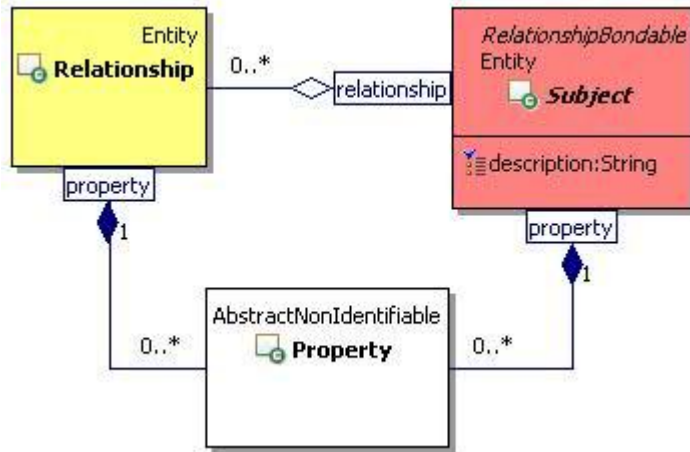 Entity
Relationship
0..*
relationship
RelationshipBondable
Entity
Subject
description:String
property
1
property
1
0..*
AbstractNonIdentifiable
Property
0..*